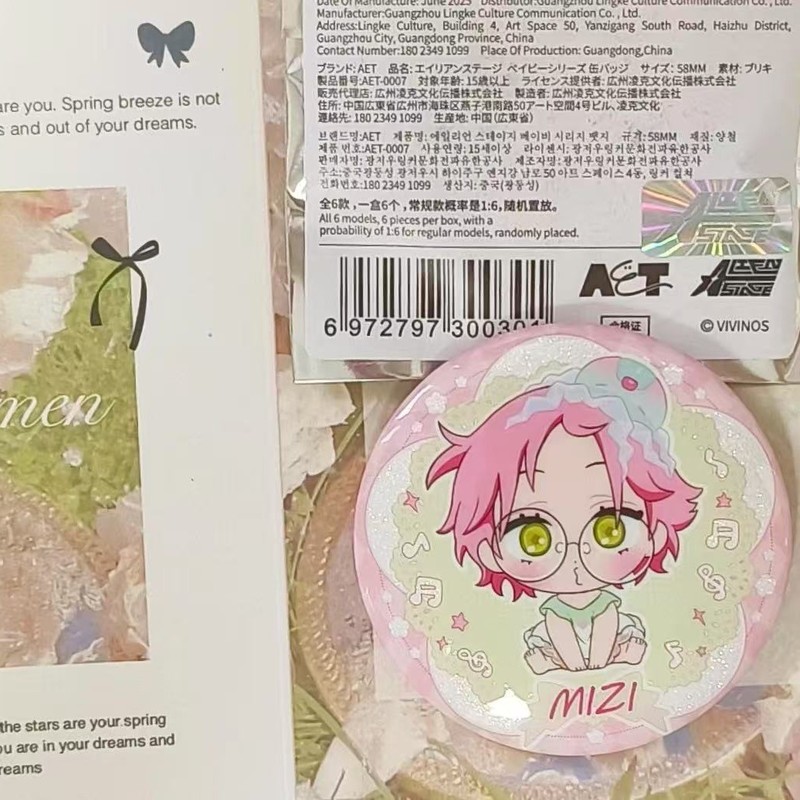 are you. Spring breeze is not
s and out of your dreams.
men
the stars are your spring
you are in your dreams and
reams
Date Of Manufacture: June 2025 Distributor:Guangzhou Lingke Culture Communication Co., Ltd.
Manufacturer:Guangzhou Lingke Culture Communication Co., Ltd.
Address:Lingke Culture, Building 4, Art Space 50, Yanzigang South Road, Haizhu District,
Guangzhou City, Guangdong Province, China
Contact Number:180 2349 1099 Place Of Production: Guangdong,China
ブランド:AET 品名: エイリアンステージ ベイビーシリーズ 缶バッジ サイズ: 58MM 素材: ブリキ
製品番号:AET-0007 対象年齢: 15歳以上 ライセンス提供者: 広州凌克文化伝播株式会社
販売代理店: 広州凌克文化伝播株式会社 製造者: 広州凌克文化伝播株式会社
住所: 中国広東省広州市海珠区燕子港南路50アート空間4号ビル、凌克文化
連絡先: 180 2349 1099 生産地: 中国(広東省)
브랜드명:AET 제품명: 에일리언 스테이지 베이비 시리지 뱃지 규격: 58MM 재질: 양철
제품 번호:AET-0007 사용연령: 15세이상 라이센시: 광저우링커문화전파유한공사
판매자명: 광저우링커문화전파유한공사 제조자명: 광저우링커문화전파유한공사
주소:중국광동성 광저우시 하이주구 옌지강 남로 50 아트 스페이스 4동, 링커 컬쳐
전화번호:180 2349 1099 생산지: 중국(광동성)
全6款，一盒6个，常规款概率是1:6，随机置放。
All 6 models, 6 pieces per box, with a
probability of 1:6 for regular models, randomly placed.
ALIEN
STAGE
AET
ALIEN
STAGE
6 972797 300301
合格证
© VIVINOS
MIZI